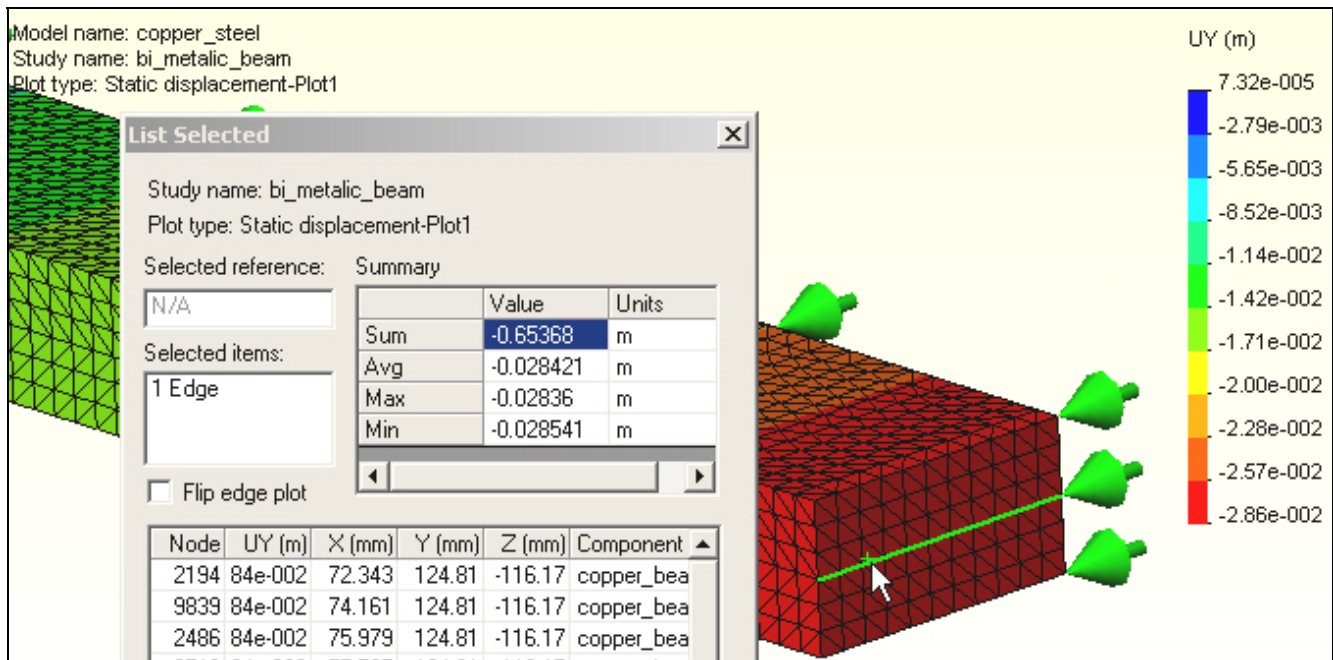 Model name: copper_steel
Study name: bi_metalic_beam
Plot type: Static displacement-Plot1
List Selected
Study name: bi_metalic_beam
Plot type: Static displacement-Plot1
Selected reference:
N/A
Selected items:
1 Edge
Flip edge plot
Summary
Value Units
Sum -0.65368 m
Avg -0.028421 m
Max -0.02836 m
Min -0.028541 m
Node UY (m) X (mm) Y (mm) Z (mm) Component
2194 84e-002 72.343 124.81 -116.17 copper_bea
9839 84e-002 74.161 124.81 -116.17 copper_bea
2486 84e-002 75.979 124.81 -116.17 copper_bea
UY (m)
7.32e-005
-2.79e-003
-5.65e-003
-8.52e-003
-1.14e-002
-1.42e-002
-1.71e-002
-2.00e-002
-2.28e-002
-2.57e-002
-2.86e-002